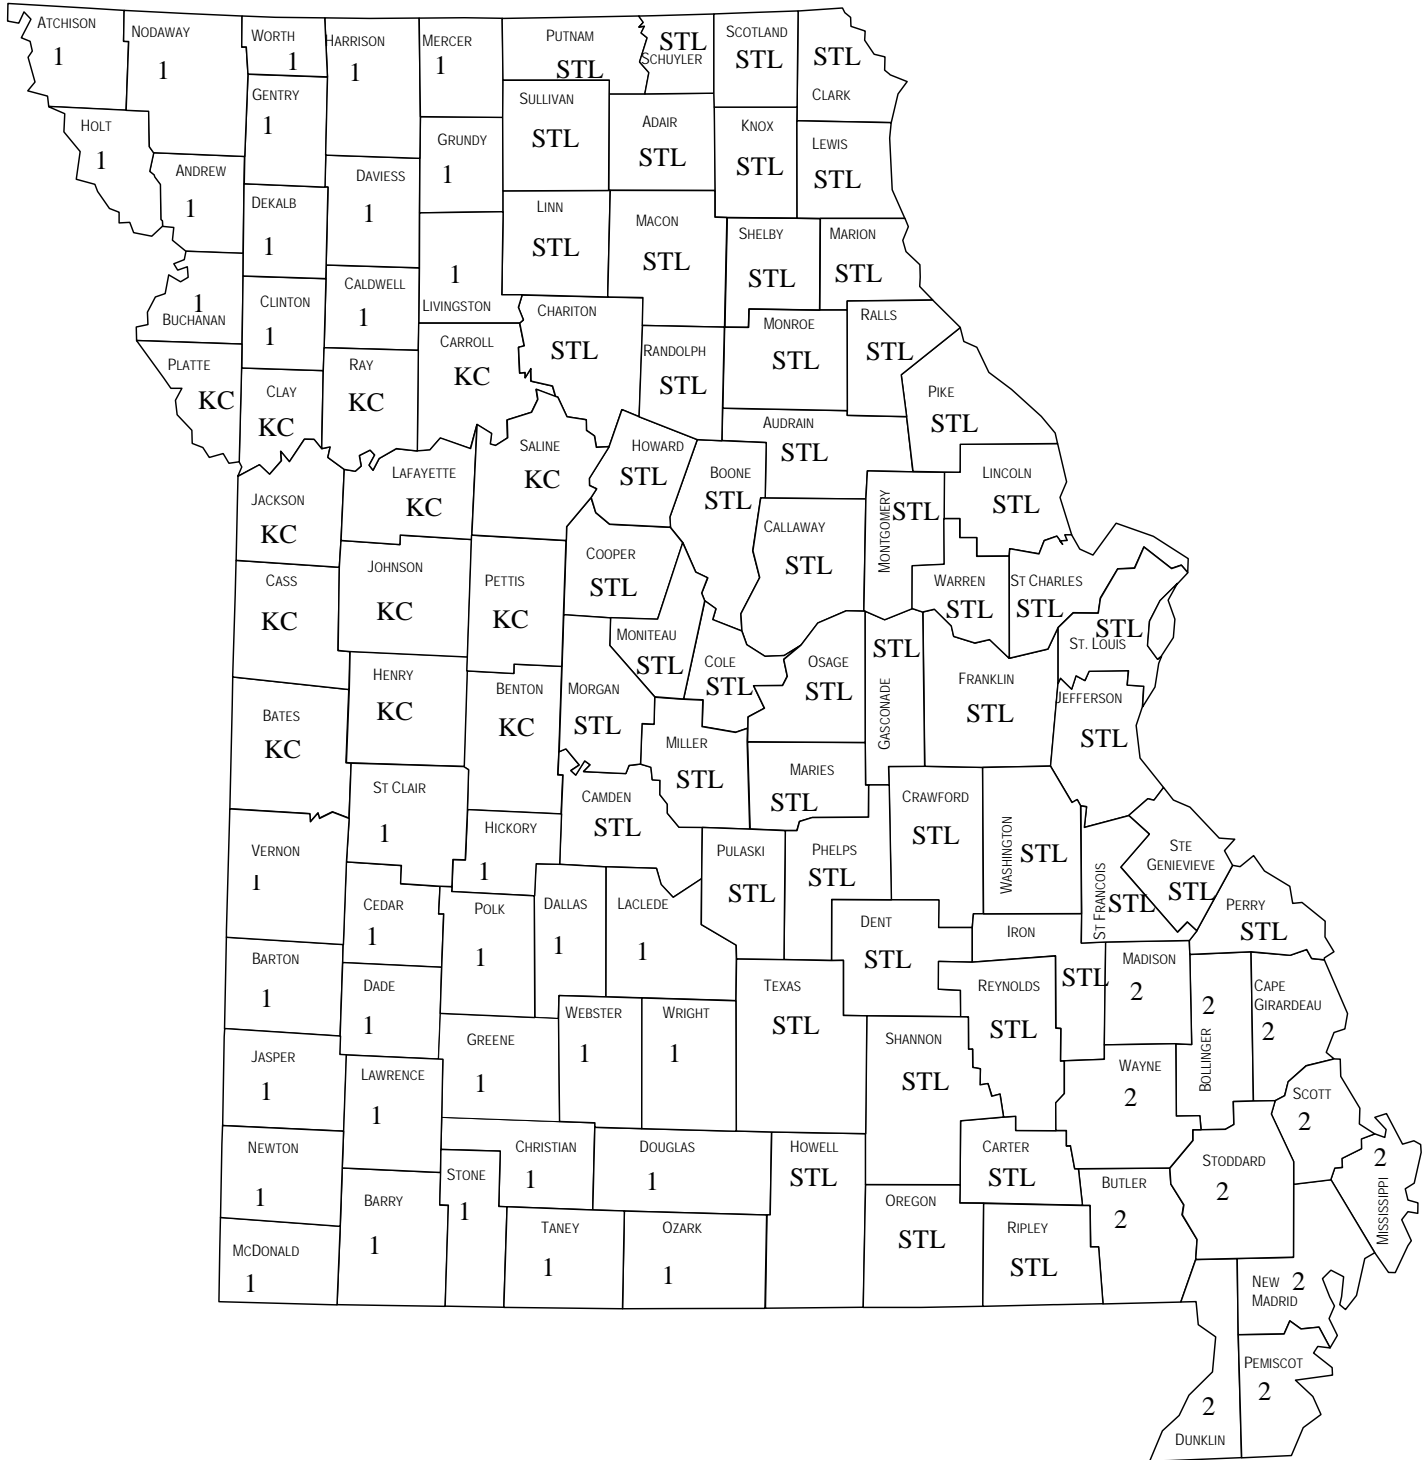 ATCHISON
1
NODAWAY
1
WORTH
1
HARRISON
1
MERCER
1
PUTNAM
STL
STL
SCHUYLER
SCOTLAND
STL
STL
CLARK
HOLT
1
GENTRY
1
ANDREW
1
DEKALB
1
DAVIESS
1
GRUNDY
1
SULLIVAN
STL
ADAIR
STL
KNOX
STL
LEWIS
STL
LINN
STL
MACON
STL
SHELBY
STL
MARION
STL
1
BUCHANAN
CLINTON
1
CALDWELL
1
1
LIVINGSTON
CHARITON
STL
RANDOLPH
STL
MONROE
STL
RALLS
STL
PLATTE
KC
CLAY
KC
RAY
KC
CARROLL
KC
PIKE
STL
AUDRAIN
STL
SALINE
KC
HOWARD
STL
BOONE
STL
LINCOLN
STL
LAFAYETTE
KC
JACKSON
KC
CALLAWAY
STL
MONTGOMERY
STL
COOPER
STL
WARREN
STL
ST CHARLES
STL
CASS
KC
JOHNSON
KC
PETTIS
KC
STL
ST. LOUIS
MONITEAU
STL
COLE
STL
OSAGE
STL
STL
GASCONADE
FRANKLIN
STL
JEFFERSON
STL
BATES
KC
HENRY
KC
BENTON
KC
MORGAN
STL
MILLER
STL
MARIES
STL
ST CLAIR
1
HICKORY
1
CAMDEN
STL
CRAWFORD
STL
WASHINGTON
STL
VERNON
1
PULASKI
STL
PHELPS
STL
STE
GENIEVIEVE
STL
ST FRANCOIS
STL
PERRY
STL
CEDAR
1
POLK
1
DALLAS
1
LACLEDE
1
DENT
STL
IRON
STL
BARTON
1
DADE
1
TEXAS
STL
REYNOLDS
STL
MADISON
2
2
BOLLINGER
CAPE
GIRARDEAU
2
GREENE
1
WEBSTER
1
WRIGHT
1
SHANNON
STL
JASPER
1
LAWRENCE
1
WAYNE
2
SCOTT
2
NEWTON
1
CHRISTIAN
1
DOUGLAS
1
HOWELL
STL
CARTER
STL
STODDARD
2
2
MISSISSIPPI
BARRY
1
STONE
1
OREGON
STL
BUTLER
2
MCDONALD
1
TANEY
1
OZARK
1
RIPLEY
STL
NEW
MADRID
2
PEMISCOT
2
2
DUNKLIN